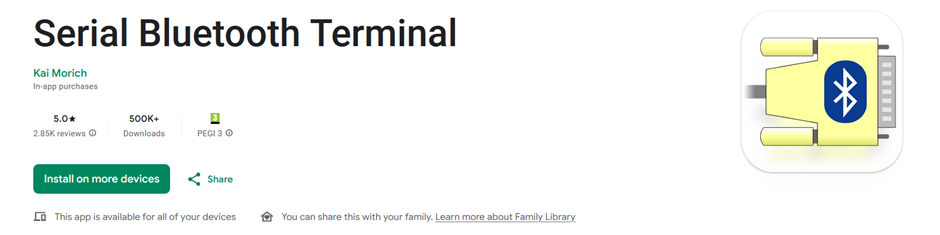 Serial Bluetooth Terminal
Kai Morich
In-app purchases
5.0★ 500K+ 3
2.85K reviews Downloads PEGI 3
Install on more devices Share
This app is available for all of your devices You can share this with your family. Learn more about Family Library